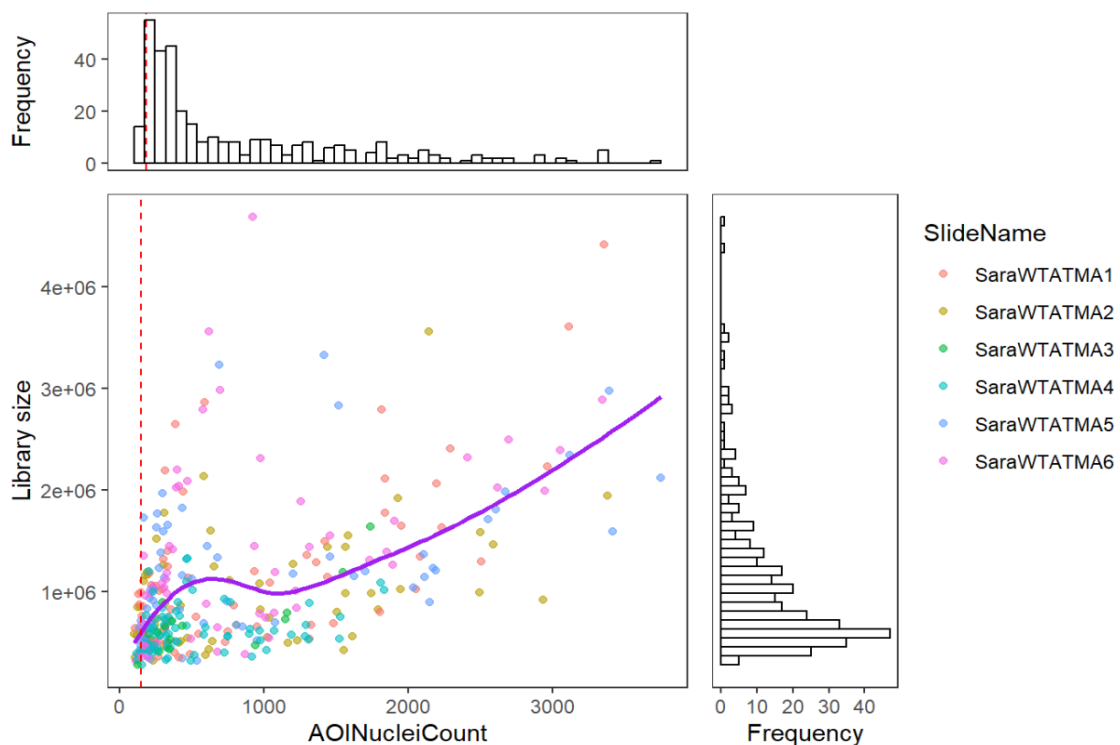 Frequency
40
20
0
Library size
4e+06
3e+06
2e+06
1e+06
0
1000
2000
3000
AOINucleiCount
0
10
20
30
40
Frequency
SlideName
SaraWTATMA1
SaraWTATMA2
SaraWTATMA3
SaraWTATMA4
SaraWTATMA5
SaraWTATMA6